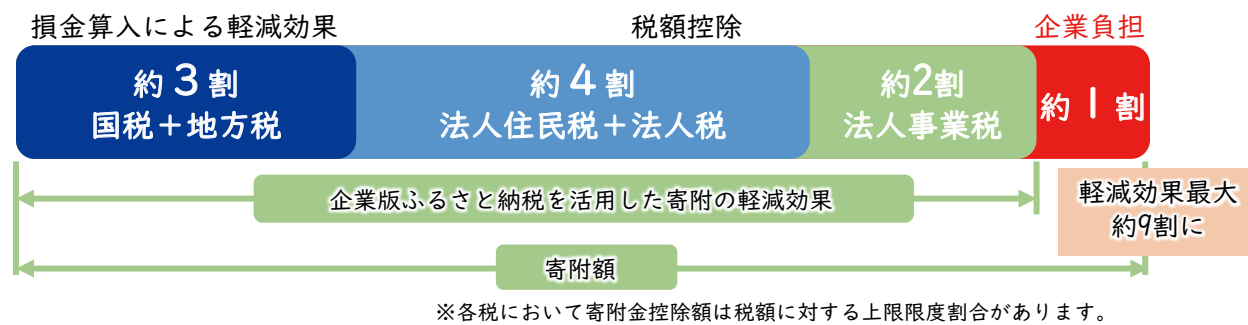 損金算入による軽減効果
税額控除
企業負担
約3割
国税+地方税
約4割
法人住民税+法人税
約2割
法人事業税
約1割
企業版ふるさと納税を活用した寄附の軽減効果
軽減効果最大
約9割に
寄附額
※各税において寄附金控除額は税額に対する上限限度割合があります。